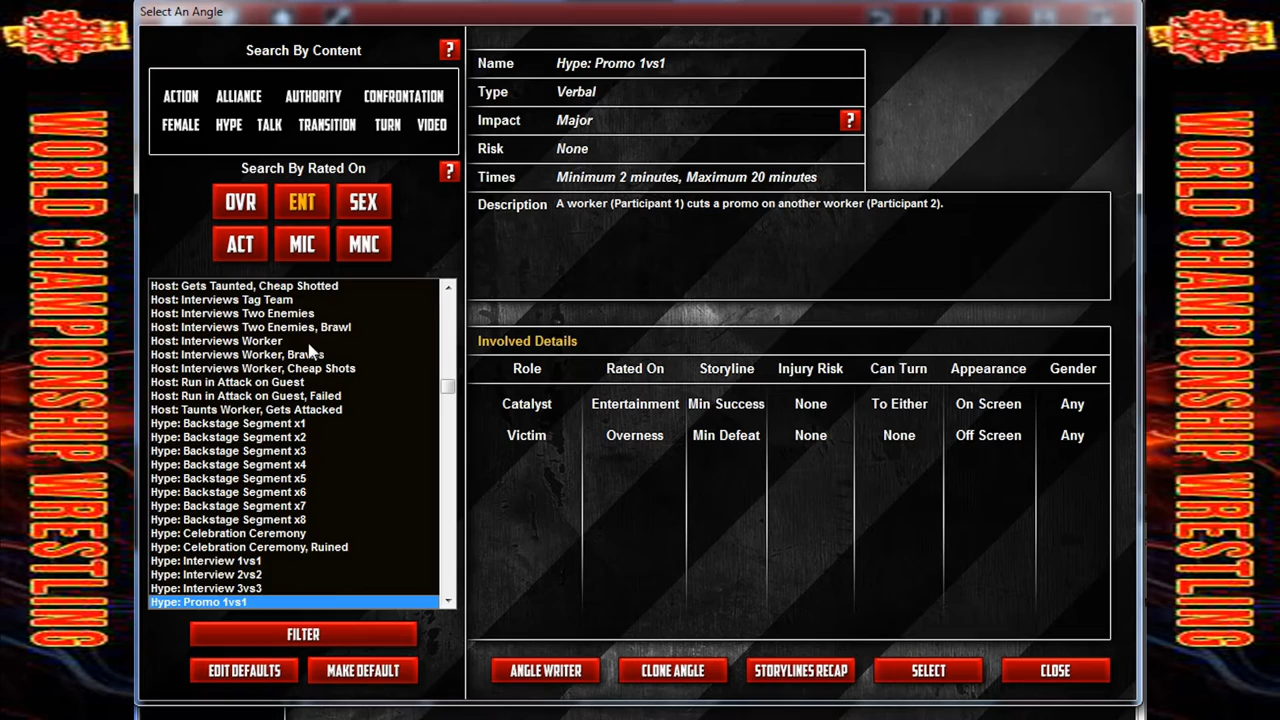 Select An Angle
Search By Content
?
ACTION ALLIANCE AUTHORITY CONFRONTATION
FEMALE HYPE TALK TRANSITION TURN VIDEO
Search By Rated On
?
OVR ENT SEX
ACT MIC MNC
Host: Gets Taunted, Cheap Shotted
Host: Interviews Tag Team
Host: Interviews Two Enemies
Host: Interviews Two Enemies, Brawl
Host: Interviews Worker
Host: Interviews Worker, Brawls
Host: Interviews Worker, Cheap Shots
Host: Run in Attack on Guest
Host: Run in Attack on Guest, Failed
Host: Taunts Worker, Gets Attacked
Hype: Backstage Segment x1
Hype: Backstage Segment x2
Hype: Backstage Segment x3
Hype: Backstage Segment x4
Hype: Backstage Segment x5
Hype: Backstage Segment x6
Hype: Backstage Segment x7
Hype: Backstage Segment x8
Hype: Celebration Ceremony
Hype: Celebration Ceremony, Ruined
Hype: Interview 1vs1
Hype: Interview 2vs2
Hype: Interview 3vs3
Hype: Promo 1vs1
FILTER
EDIT DEFAULTS MAKE DEFAULT
Name Hype: Promo 1vs1
Type Verbal
Impact Major ?
Risk None
Times Minimum 2 minutes, Maximum 20 minutes
Description A worker (Participant 1) cuts a promo on another worker (Participant 2).
Involved Details
Role Rated On Storyline Injury Risk Can Turn Appearance Gender
Catalyst Entertainment Min Success None To Either On Screen Any
Victim Overness Min Defeat None None Off Screen Any
ANGLE WRITER CLONE ANGLE STORYLINES RECAP SELECT CLOSE
WORLD CHAMPIONSHIP WRESTLING
WORLD CHAMPIONSHIP WRESTLING